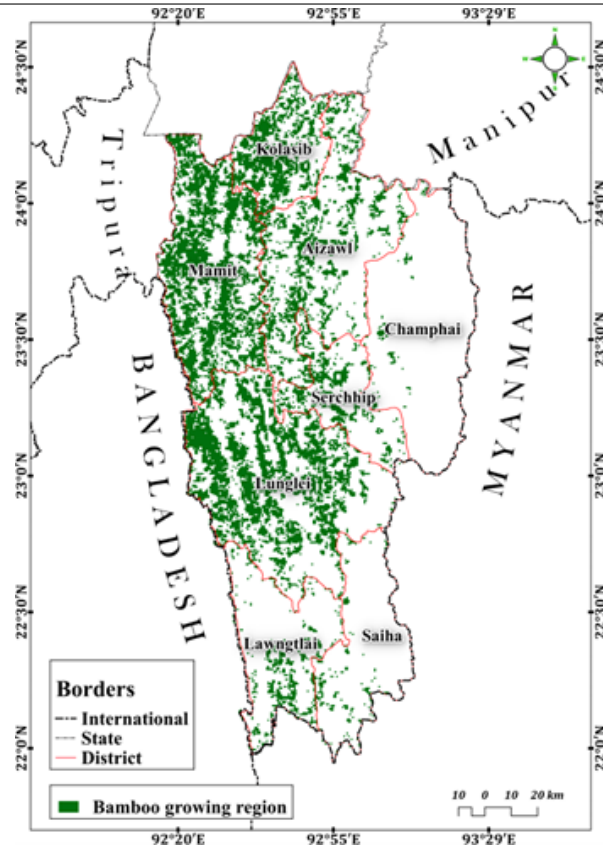 92°20'E 92°55'E 93°29'E
24°30'N
24°0'N
23°30'N
23°0'N
22°30'N
22°0'N
N
W E
S
Manipur
Tripura
Kolasib
Aizawl
Mamit
Champhai
BANGLADESH
MYANMAR
Serchhip
Lunglei
Lawngtlai
Saiha
Borders
International
State
District
Bamboo growing region
10 0 10 20 km
24°30'N
24°0'N
23°30'N
23°0'N
22°30'N
22°0'N
92°20'E 92°55'E 93°29'E